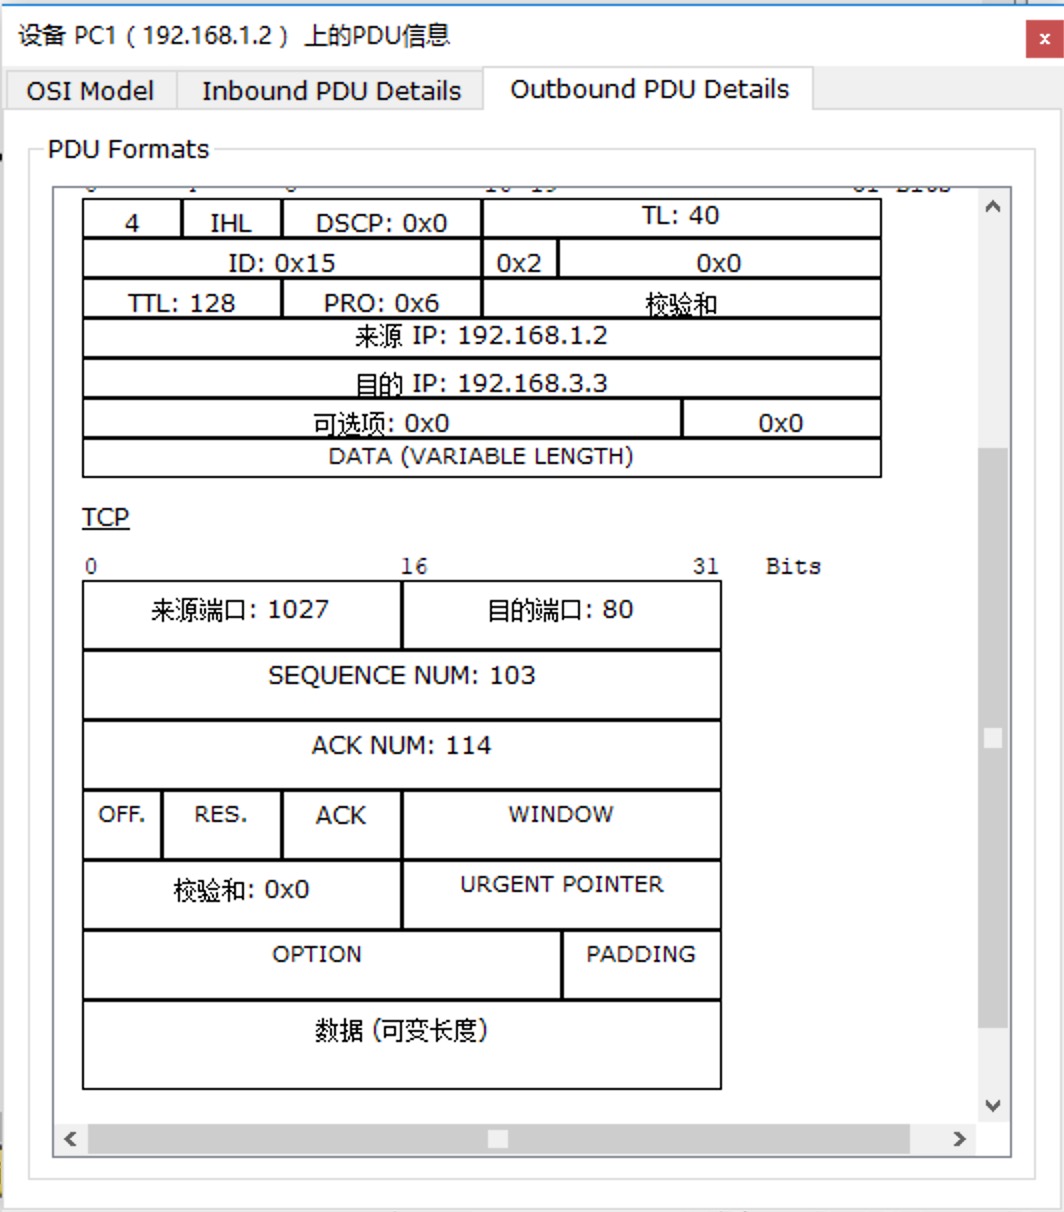 设备 PC1 ( 192.168.1.2 ) 上的PDU信息
x
OSI Model Inbound PDU Details Outbound PDU Details
PDU Formats
4 IHL DSCP: 0x0 TL: 40
ID: 0x15 0x2 0x0
TTL: 128 PRO: 0x6 校验和
来源 IP: 192.168.1.2
目的 IP: 192.168.3.3
可选项: 0x0 0x0
DATA (VARIABLE LENGTH)
TCP
0 16 31 Bits
来源端口: 1027 目的端口: 80
SEQUENCE NUM: 103
ACK NUM: 114
OFF. RES. ACK WINDOW
校验和: 0x0 URGENT POINTER
OPTION PADDING
数据 (可变长度)